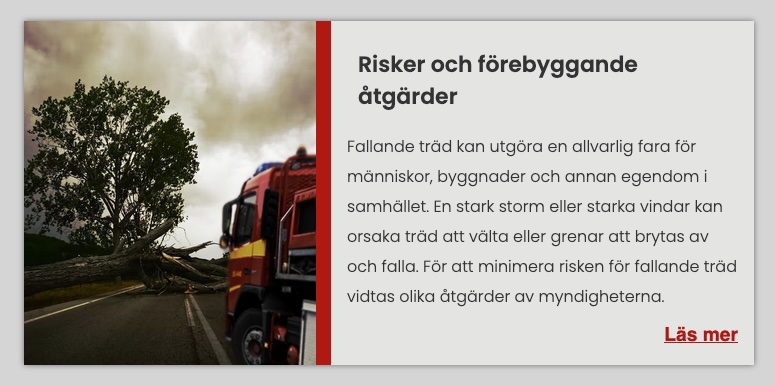 Risker och förebyggande
åtgärder
Fallande träd kan utgöra en allvarlig fara för
människor, byggnader och annan egendom i
samhället. En stark storm eller starka vindar kan
orsaka träd att välta eller grenar att brytas av
och falla. För att minimera risken för fallande träd
vidtas olika åtgärder av myndigheterna.
Läs mer